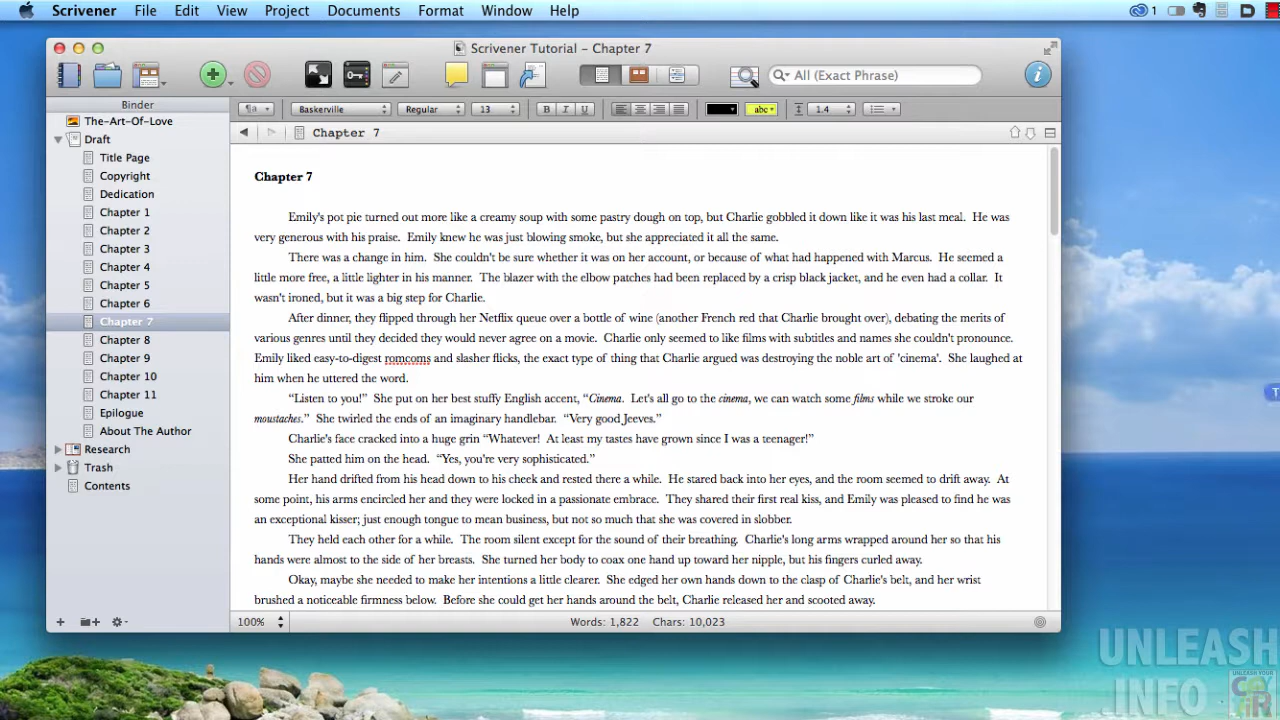 Scrivener File Edit View Project Documents Format Window Help 1
Scrivener Tutorial – Chapter 7
All (Exact Phrase)
Binder
Baskerville Regular 13 B I U abc 1.4
Chapter 7
The-Art-Of-Love
Draft
Title Page
Copyright
Dedication
Chapter 1
Chapter 2
Chapter 3
Chapter 4
Chapter 5
Chapter 6
Chapter 7
Chapter 8
Chapter 9
Chapter 10
Chapter 11
Epilogue
About The Author
Research
Trash
Contents
Chapter 7
Emily's pot pie turned out more like a creamy soup with some pastry dough on top, but Charlie gobbled it down like it was his last meal. He was
very generous with his praise. Emily knew he was just blowing smoke, but she appreciated it all the same.
There was a change in him. She couldn't be sure whether it was on her account, or because of what had happened with Marcus. He seemed a
little more free, a little lighter in his manner. The blazer with the elbow patches had been replaced by a crisp black jacket, and he even had a collar. It
wasn't ironed, but it was a big step for Charlie.
After dinner, they flipped through her Netflix queue over a bottle of wine (another French red that Charlie brought over), debating the merits of
various genres until they decided they would never agree on a movie. Charlie only seemed to like films with subtitles and names she couldn't pronounce.
Emily liked easy-to-digest romcoms and slasher flicks, the exact type of thing that Charlie argued was destroying the noble art of 'cinema'. She laughed at
him when he uttered the word.
“Listen to you!” She put on her best stuffy English accent, “Cinema. Let's all go to the cinema, we can watch some films while we stroke our
moustaches.” She twirled the ends of an imaginary handlebar. “Very good Jeeves.”
Charlie's face cracked into a huge grin “Whatever! At least my tastes have grown since I was a teenager!”
She patted him on the head. “Yes, you're very sophisticated.”
Her hand drifted from his head down to his cheek and rested there a while. He stared back into her eyes, and the room seemed to drift away. At
some point, his arms encircled her and they were locked in a passionate embrace. They shared their first real kiss, and Emily was pleased to find he was
an exceptional kisser; just enough tongue to mean business, but not so much that she was covered in slobber.
They held each other for a while. The room silent except for the sound of their breathing. Charlie's long arms wrapped around her so that his
hands were almost to the side of her breasts. She turned her body to coax one hand up toward her nipple, but his fingers curled away.
Okay, maybe she needed to make her intentions a little clearer. She edged her own hands down to the clasp of Charlie's belt, and her wrist
brushed a noticeable firmness below. Before she could get her hands around the belt, Charlie released her and scooted away.
100% Words: 1,822 Chars: 10,023
UNLEASH
.INFO